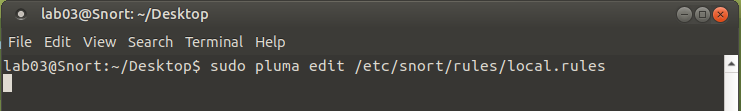 lab03@Snort: ~/Desktop
File Edit View Search Terminal Help
lab03@Snort:~/Desktop$ sudo pluma edit /etc/snort/rules/local.rules